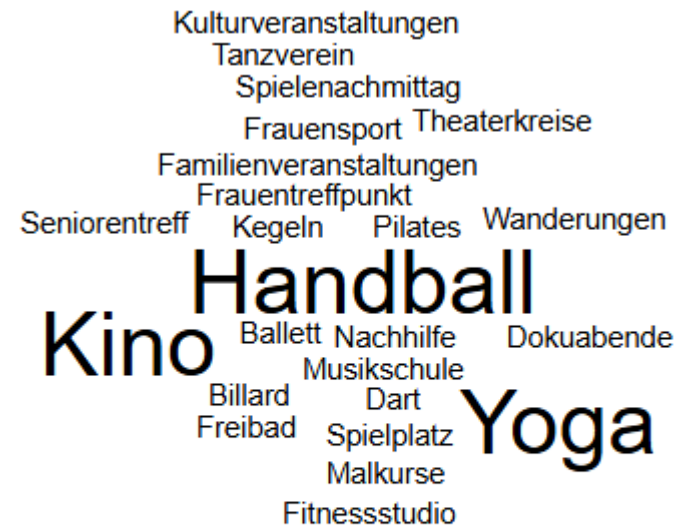 Kulturveranstaltungen
Tanzverein
Spielenachmittag
Frauensport Theaterkreise
Familienveranstaltungen
Frauentreffpunkt
Seniorentreff Kegeln Pilates Wanderungen
Handball
Kino Ballett Nachhilfe Dokuabende
Musikschule
Billard Dart
Freibad Spielplatz Yoga
Malkurse
Fitnessstudio